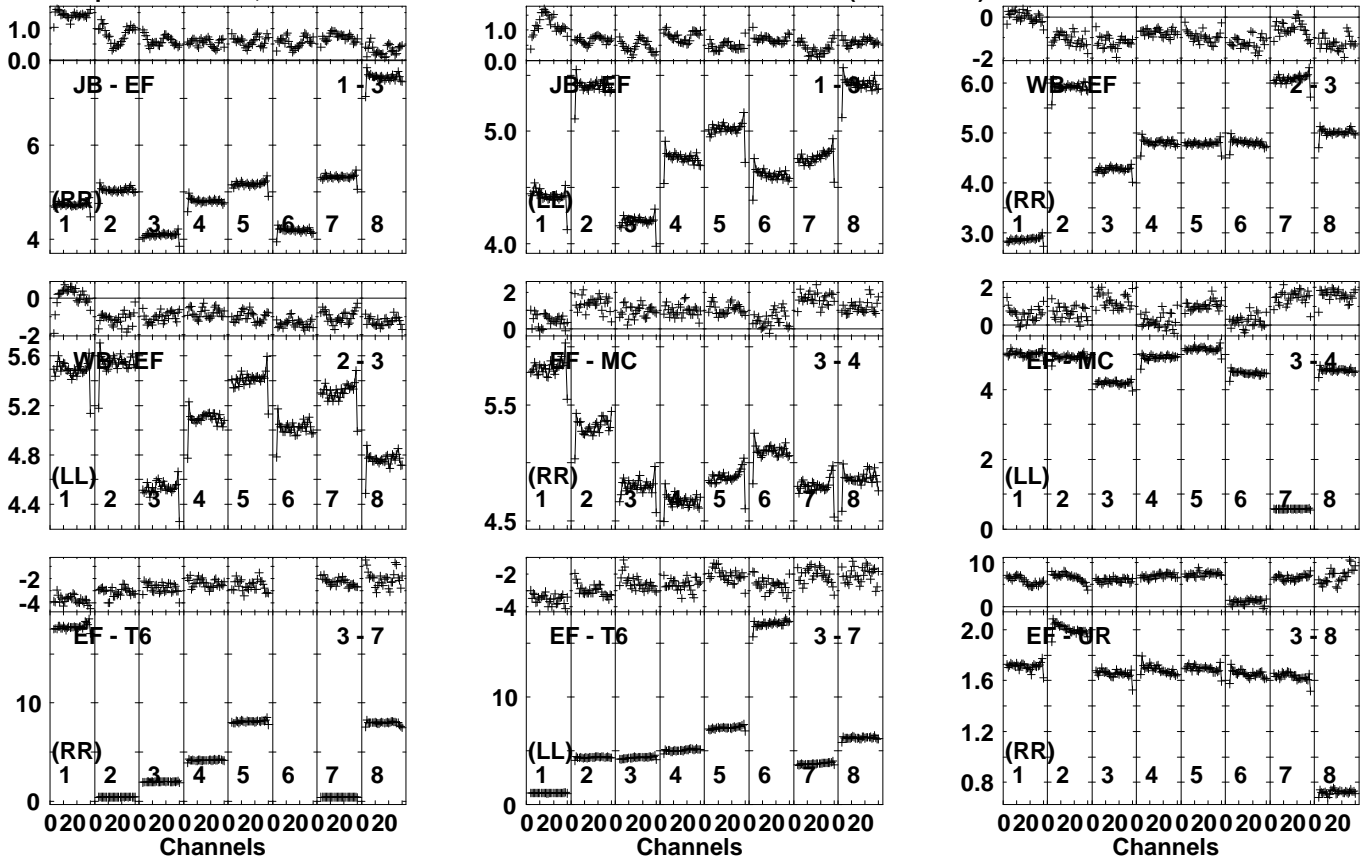 1.0
0.0
JB - EF 1 - 3
6
4
(RR)
1 2 3 4 5 6 7 8
1.0
0.0
JB - EF 1 - 3
5.0
4.0
(LL)
1 2 3 4 5 6 7 8
0
-2
WB - EF 2 - 3
6.0
5.0
4.0
3.0
(RR)
1 2 3 4 5 6 7 8
0
-2
WB - EF 2 - 3
5.6
5.2
4.8
4.4
(LL)
1 2 3 4 5 6 7 8
2
0
EF - MC 3 - 4
5.5
4.5
(RR)
1 2 3 4 5 6 7 8
2
0
EF - MC 3 - 4
4
2
0
(LL)
1 2 3 4 5 6 7 8
-2
-4
EF - T6 3 - 7
10
0
(RR)
1 2 3 4 5 6 7 8
0 20 0 20 0 20 0 20 0 20 0 20 0 20 0 20
Channels
-2
-4
EF - T6 3 - 7
10
0
(LL)
1 2 3 4 5 6 7 8
0 20 0 20 0 20 0 20 0 20 0 20 0 20 0 20
Channels
10
0
EF - UR 3 - 8
2.0
1.6
1.2
0.8
(RR)
1 2 3 4 5 6 7 8
0 20 0 20 0 20 0 20 0 20 0 20 0 20 0 20
Channels